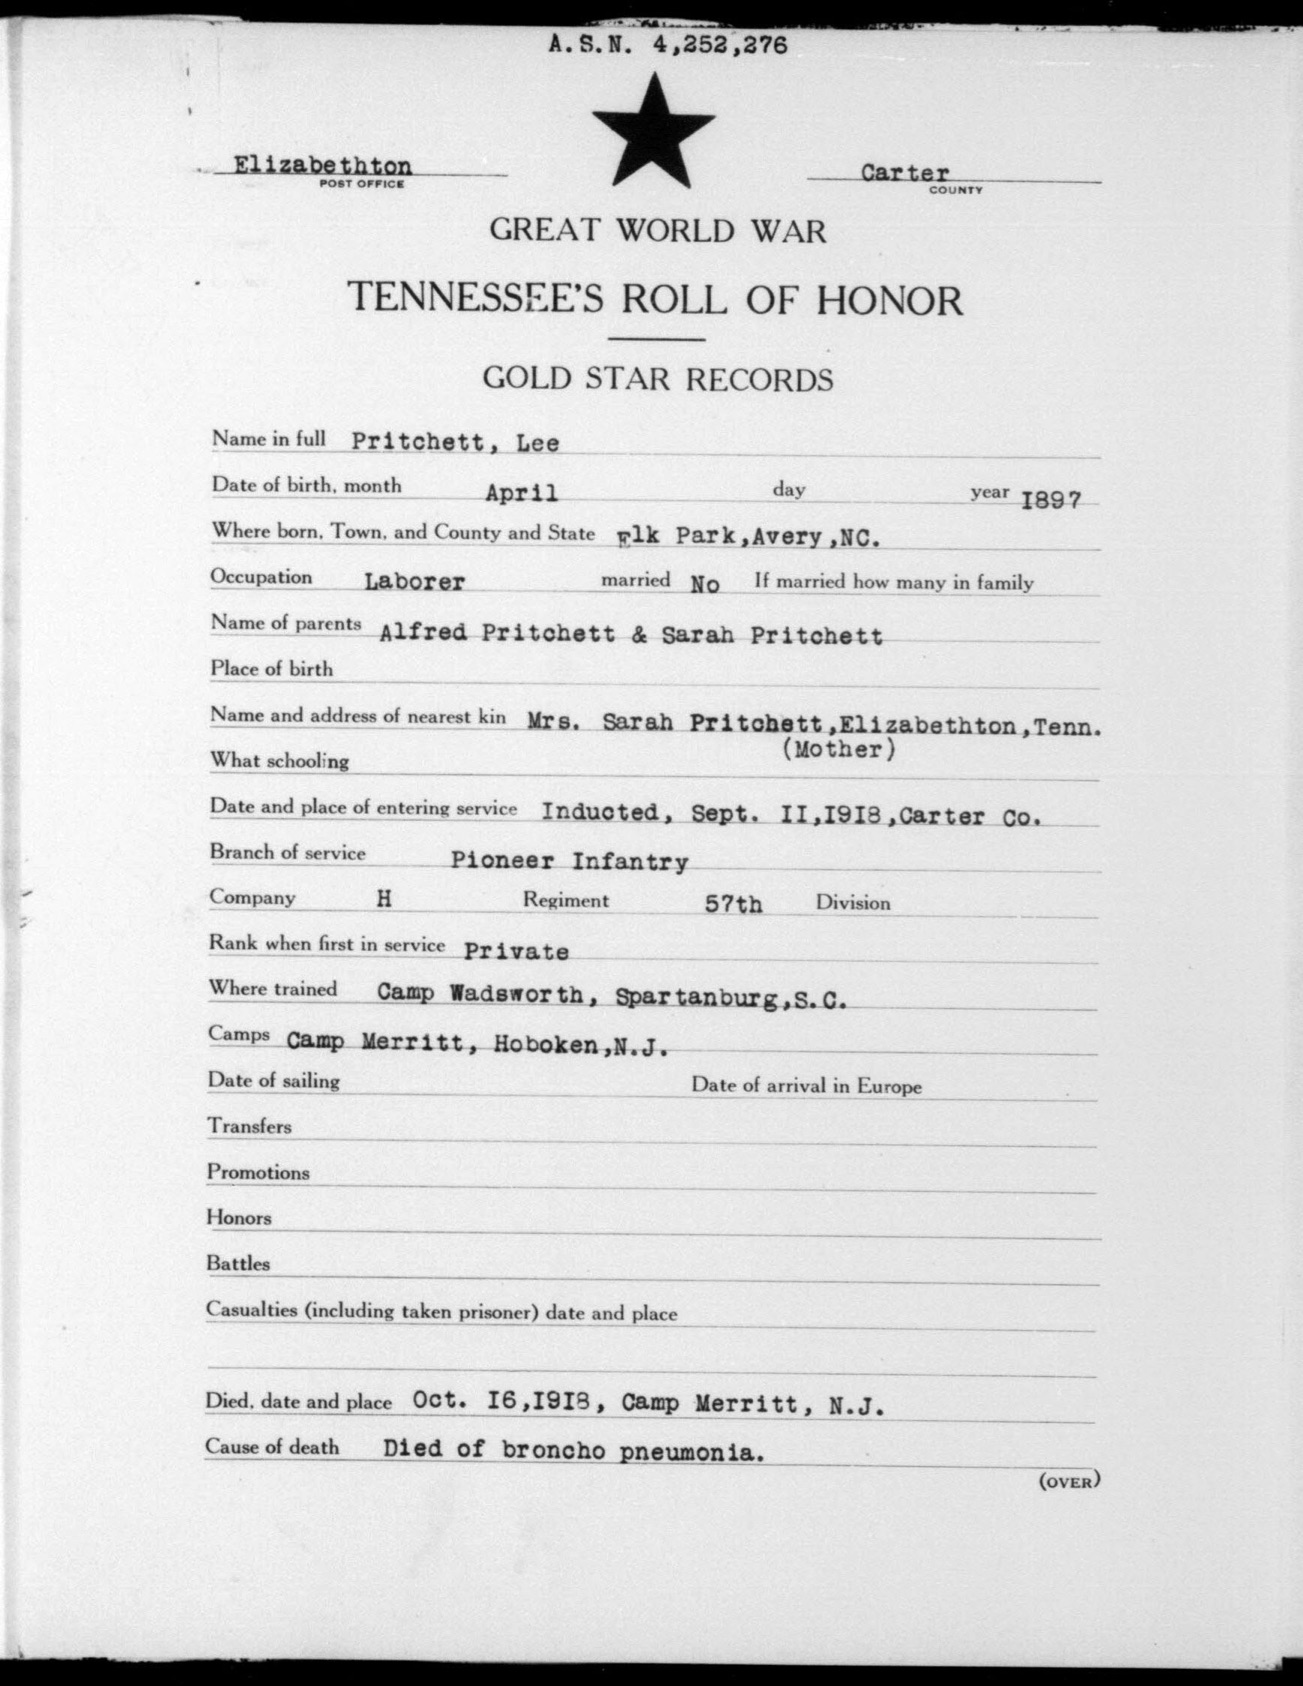 A.S.N. 4,252,276
Elizabethton
POST OFFICE
Carter
COUNTY
GREAT WORLD WAR
TENNESSEE'S ROLL OF HONOR
GOLD STAR RECORDS
Name in full Pritchett, Lee
Date of birth, month April day year I897
Where born, Town, and County and State Elk Park,Avery,NC.
Occupation Laborer married No If married how many in family
Name of parents Alfred Pritchett & Sarah Pritchett
Place of birth
Name and address of nearest kin Mrs. Sarah Pritchett,Elizabethton,Tenn.
(Mother)
What schooling
Date and place of entering service Inducted, Sept. II,I9I8,Carter Co.
Branch of service Pioneer Infantry
Company H Regiment 57th Division
Rank when first in service Private
Where trained Camp Wadsworth, Spartanburg,S.C.
Camps Camp Merritt, Hoboken,N.J.
Date of sailing Date of arrival in Europe
Transfers
Promotions
Honors
Battles
Casualties (including taken prisoner) date and place
Died, date and place Oct. I6,I9I8, Camp Merritt, N.J.
Cause of death Died of broncho pneumonia.
(OVER)